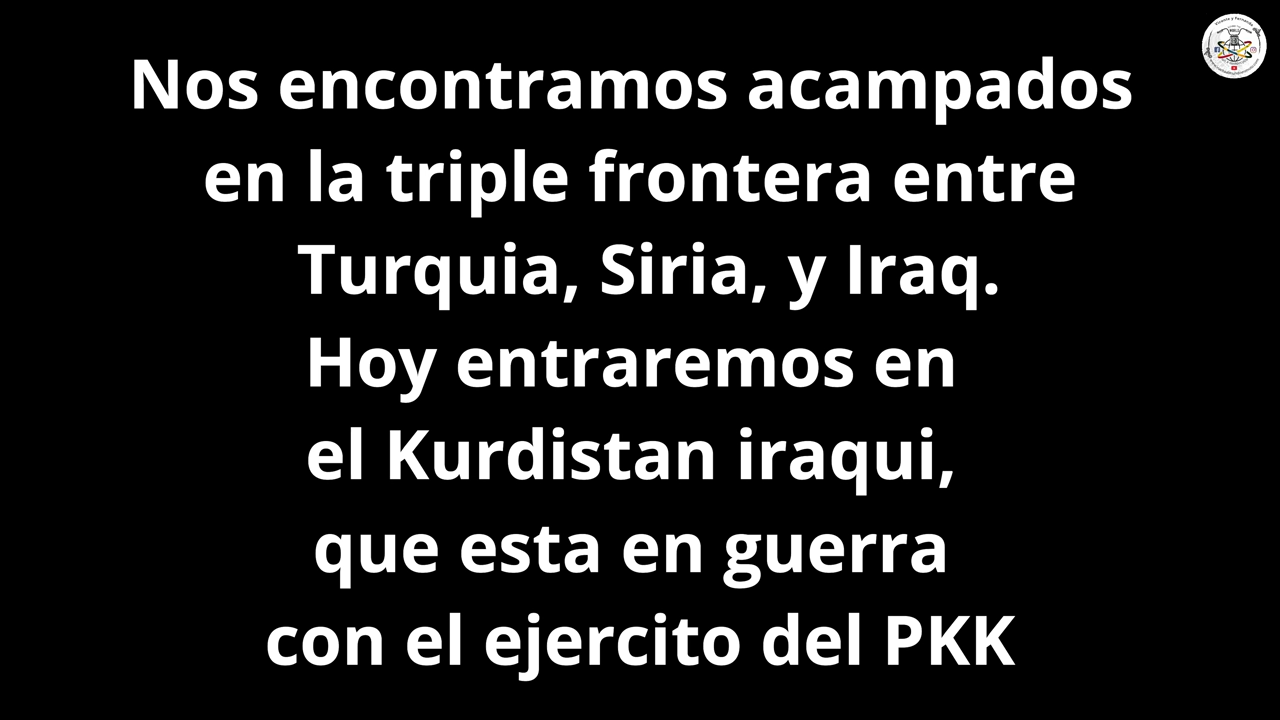 Nos encontramos acampados
en la triple frontera entre
Turquia, Siria, y Iraq.
Hoy entraremos en
el Kurdistan iraqui,
que esta en guerra
con el ejercito del PKK